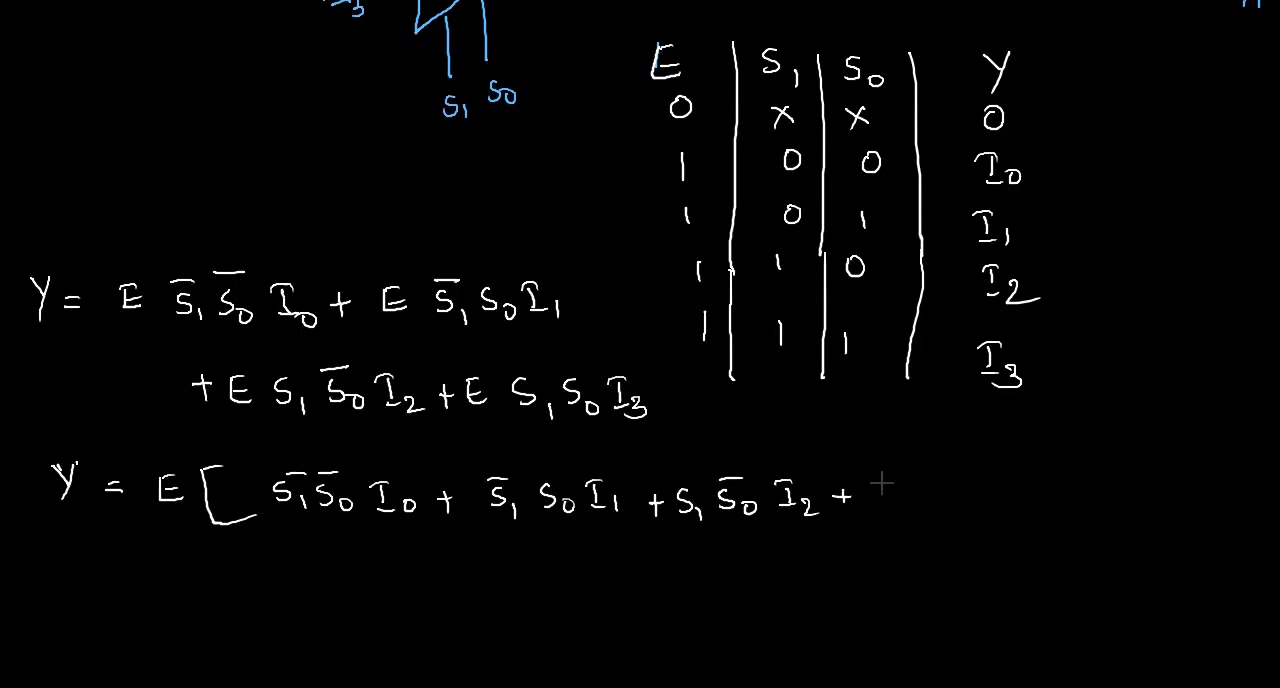 S₁ S₀
E S₁ S₀ Y
0 X X 0
1 0 0 I₀
1 0 1 I₁
1 1 0 I₂
1 1 1 I₃
Y = E S̅₁ S̅₀ I₀ + E S̅₁ S₀ I₁
+ E S₁ S̅₀ I₂ + E S₁ S₀ I₃
Y = E [ S̅₁ S̅₀ I₀ + S̅₁ S₀ I₁ + S₁ S̅₀ I₂ +